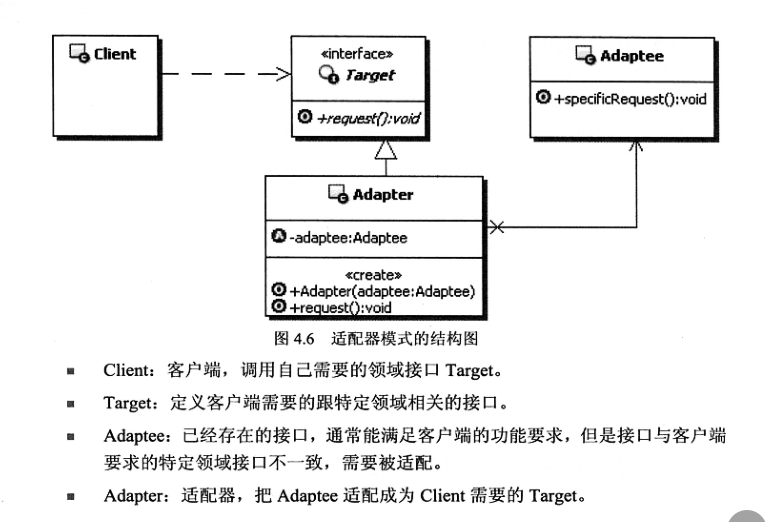 Client
«interface»
Target
+request():void
Adaptee
+specificRequest():void
Adapter
-adaptee:Adaptee
«create»
+Adapter(adaptee:Adaptee)
+request():void
图 4.6 适配器模式的结构图
■ Client：客户端，调用自己需要的领域接口 Target。
■ Target：定义客户端需要的跟特定领域相关的接口。
■ Adaptee：已经存在的接口，通常能满足客户端的功能要求，但是接口与客户端
要求的特定领域接口不一致，需要被适配。
■ Adapter：适配器，把 Adaptee 适配成为 Client 需要的 Target。